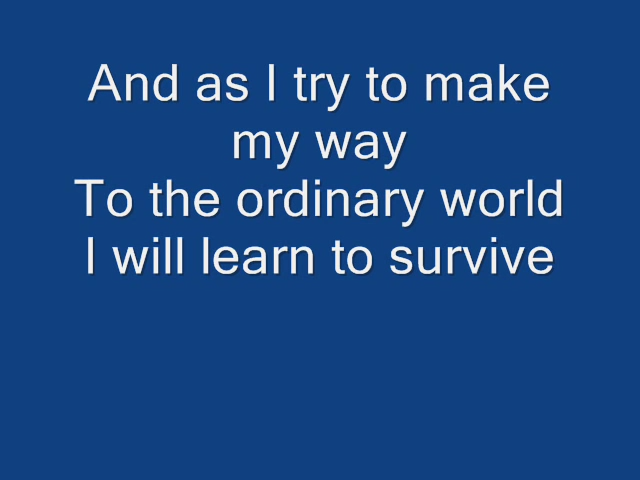 And as I try to make
my way
To the ordinary world
I will learn to survive